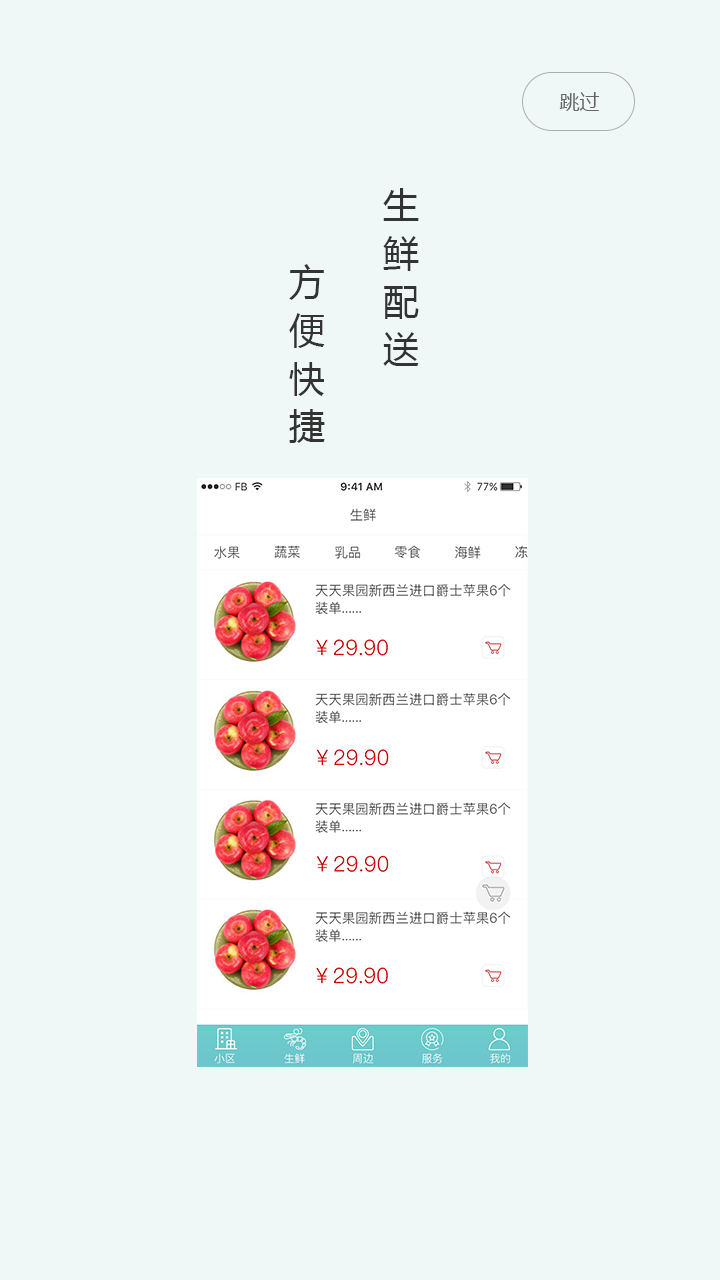 跳过
生鲜配送
方便快捷
FB 9:41 AM 77%
生鲜
水果 蔬菜 乳品 零食 海鲜 冻
天天果园新西兰进口爵士苹果6个
装单......
¥29.90
天天果园新西兰进口爵士苹果6个
装单......
¥29.90
天天果园新西兰进口爵士苹果6个
装单......
¥29.90
天天果园新西兰进口爵士苹果6个
装单......
¥29.90
小区 生鲜 周边 服务 我的